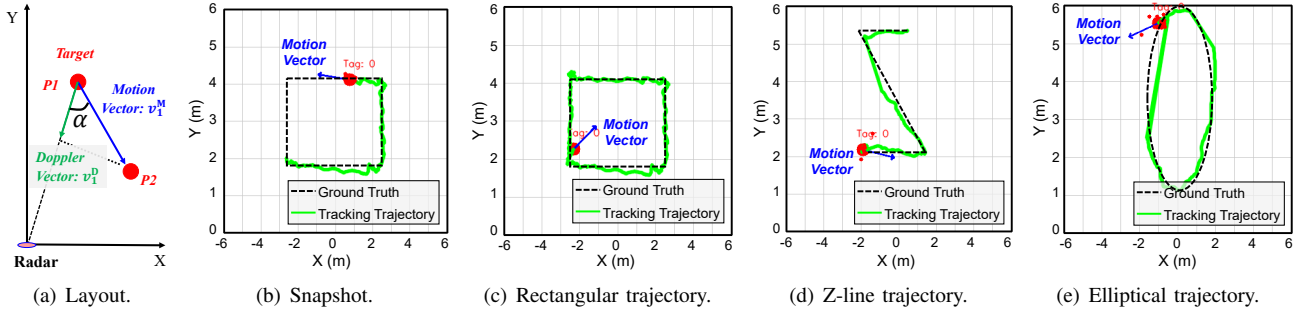 Y
Target
P1
Motion
Vector: v₁ᴹ
α
Doppler
Vector: v₁ᴰ
P2
Radar
X
(a) Layout.
6
5
4
3
2
1
0
Y (m)
Motion
Vector
Tag: 0
Ground Truth
Tracking Trajectory
-6 -4 -2 0 2 4 6
X (m)
(b) Snapshot.
6
5
4
3
2
1
0
Y (m)
Motion
Vector
Ground Truth
Tracking Trajectory
-6 -4 -2 0 2 4 6
X (m)
(c) Rectangular trajectory.
6
5
4
3
2
1
0
Y (m)
Tag: 0
Motion
Vector
Ground Truth
Tracking Trajectory
-6 -4 -2 0 2 4 6
X (m)
(d) Z-line trajectory.
6
5
4
3
2
1
0
Y (m)
Motion
Vector
Ground Truth
Tracking Trajectory
-6 -4 -2 0 2 4 6
X (m)
(e) Elliptical trajectory.